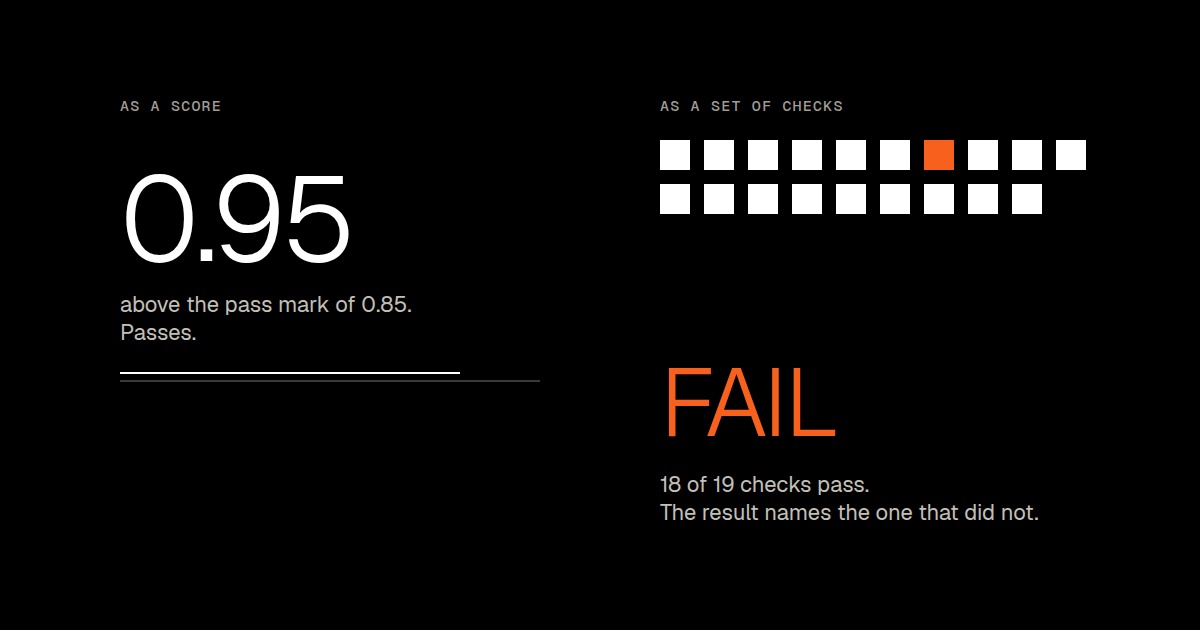 AS A SCORE
0.95
above the pass mark of 0.85.
Passes.
AS A SET OF CHECKS
FAIL
18 of 19 checks pass.
The result names the one that did not.